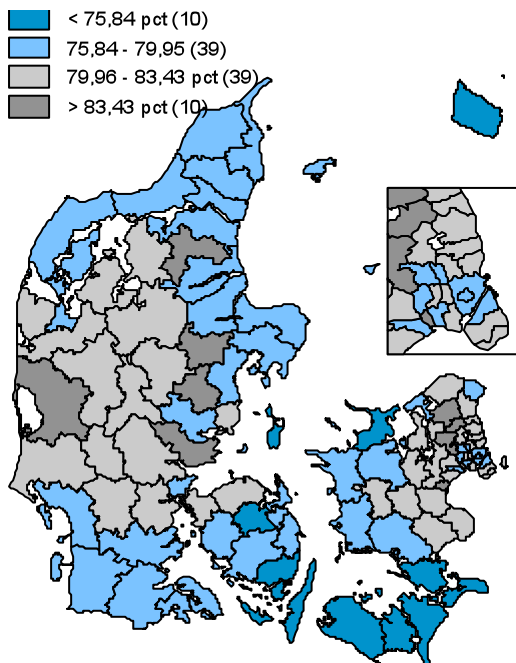 < 75,84 pct (10)
75,84 - 79,95 (39)
79,96 - 83,43 pct (39)
> 83,43 pct (10)